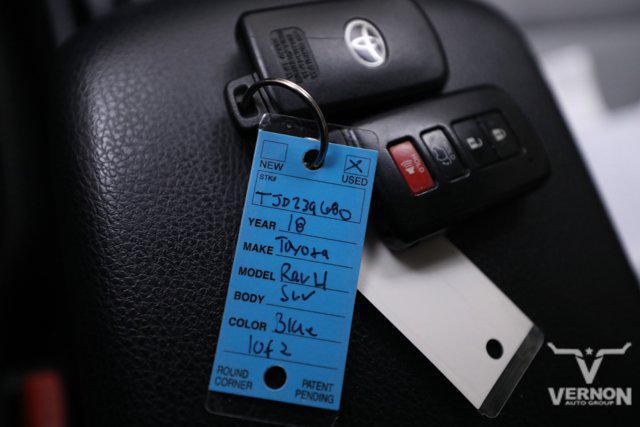 NEW USED
STK#
TJD239680
YEAR 18
MAKE Toyota
MODEL Rav4
BODY SUV
COLOR Blue
1 of 2
ROUND CORNER PATENT PENDING
HOLD
VERNON
AUTO GROUP